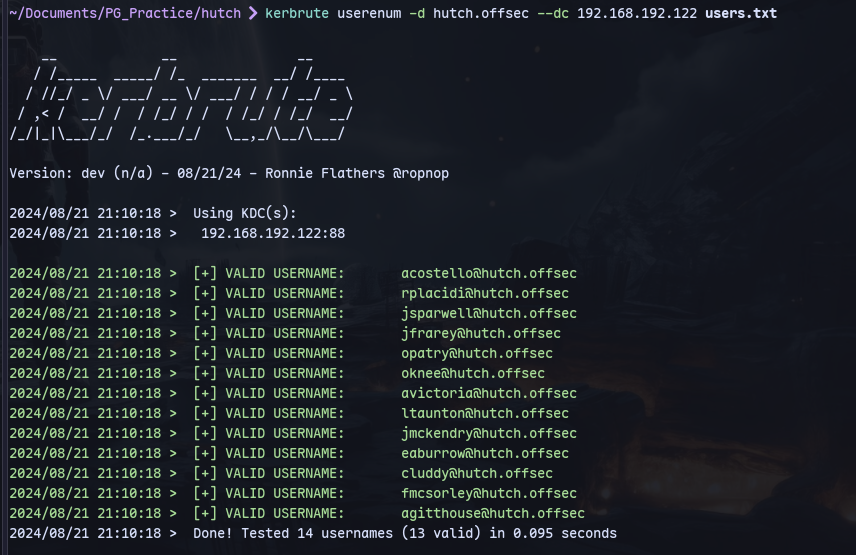 ~/Documents/PG_Practice/hutch ❯ kerbrute userenum -d hutch.offsec --dc 192.168.192.122 users.txt
    __             __               __
   / /_____  _____/ /_  _______  __/ /____
  / //_/ _ \/ ___/ __ \/ ___/ / / / __/ _ \
 / ,< /  __/ /  / /_/ / /  / /_/ / /_/  __/
/_/|_|\___/_/  /_.___/_/   \__,_/\__/\___/
Version: dev (n/a) - 08/21/24 - Ronnie Flathers @ropnop
2024/08/21 21:10:18 >  Using KDC(s):
2024/08/21 21:10:18 >   192.168.192.122:88
2024/08/21 21:10:18 >  [+] VALID USERNAME:       acostello@hutch.offsec
2024/08/21 21:10:18 >  [+] VALID USERNAME:       rplacidi@hutch.offsec
2024/08/21 21:10:18 >  [+] VALID USERNAME:       jsparwell@hutch.offsec
2024/08/21 21:10:18 >  [+] VALID USERNAME:       jfrarey@hutch.offsec
2024/08/21 21:10:18 >  [+] VALID USERNAME:       opatry@hutch.offsec
2024/08/21 21:10:18 >  [+] VALID USERNAME:       oknee@hutch.offsec
2024/08/21 21:10:18 >  [+] VALID USERNAME:       avictoria@hutch.offsec
2024/08/21 21:10:18 >  [+] VALID USERNAME:       ltaunton@hutch.offsec
2024/08/21 21:10:18 >  [+] VALID USERNAME:       jmckendry@hutch.offsec
2024/08/21 21:10:18 >  [+] VALID USERNAME:       eaburrow@hutch.offsec
2024/08/21 21:10:18 >  [+] VALID USERNAME:       cluddy@hutch.offsec
2024/08/21 21:10:18 >  [+] VALID USERNAME:       fmcsorley@hutch.offsec
2024/08/21 21:10:18 >  [+] VALID USERNAME:       agitthouse@hutch.offsec
2024/08/21 21:10:18 >  Done! Tested 14 usernames (13 valid) in 0.095 seconds